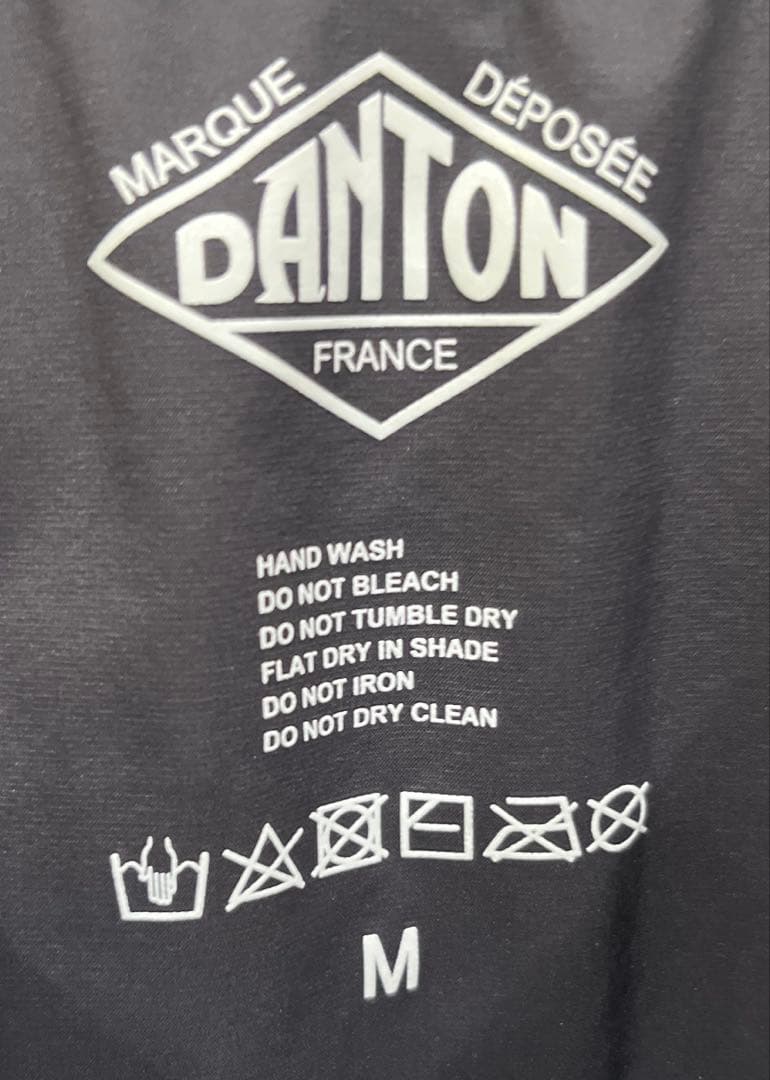 MARQUE DÉPOSÉE
DANTON
FRANCE
HAND WASH
DO NOT BLEACH
DO NOT TUMBLE DRY
FLAT DRY IN SHADE
DO NOT IRON
DO NOT DRY CLEAN
M